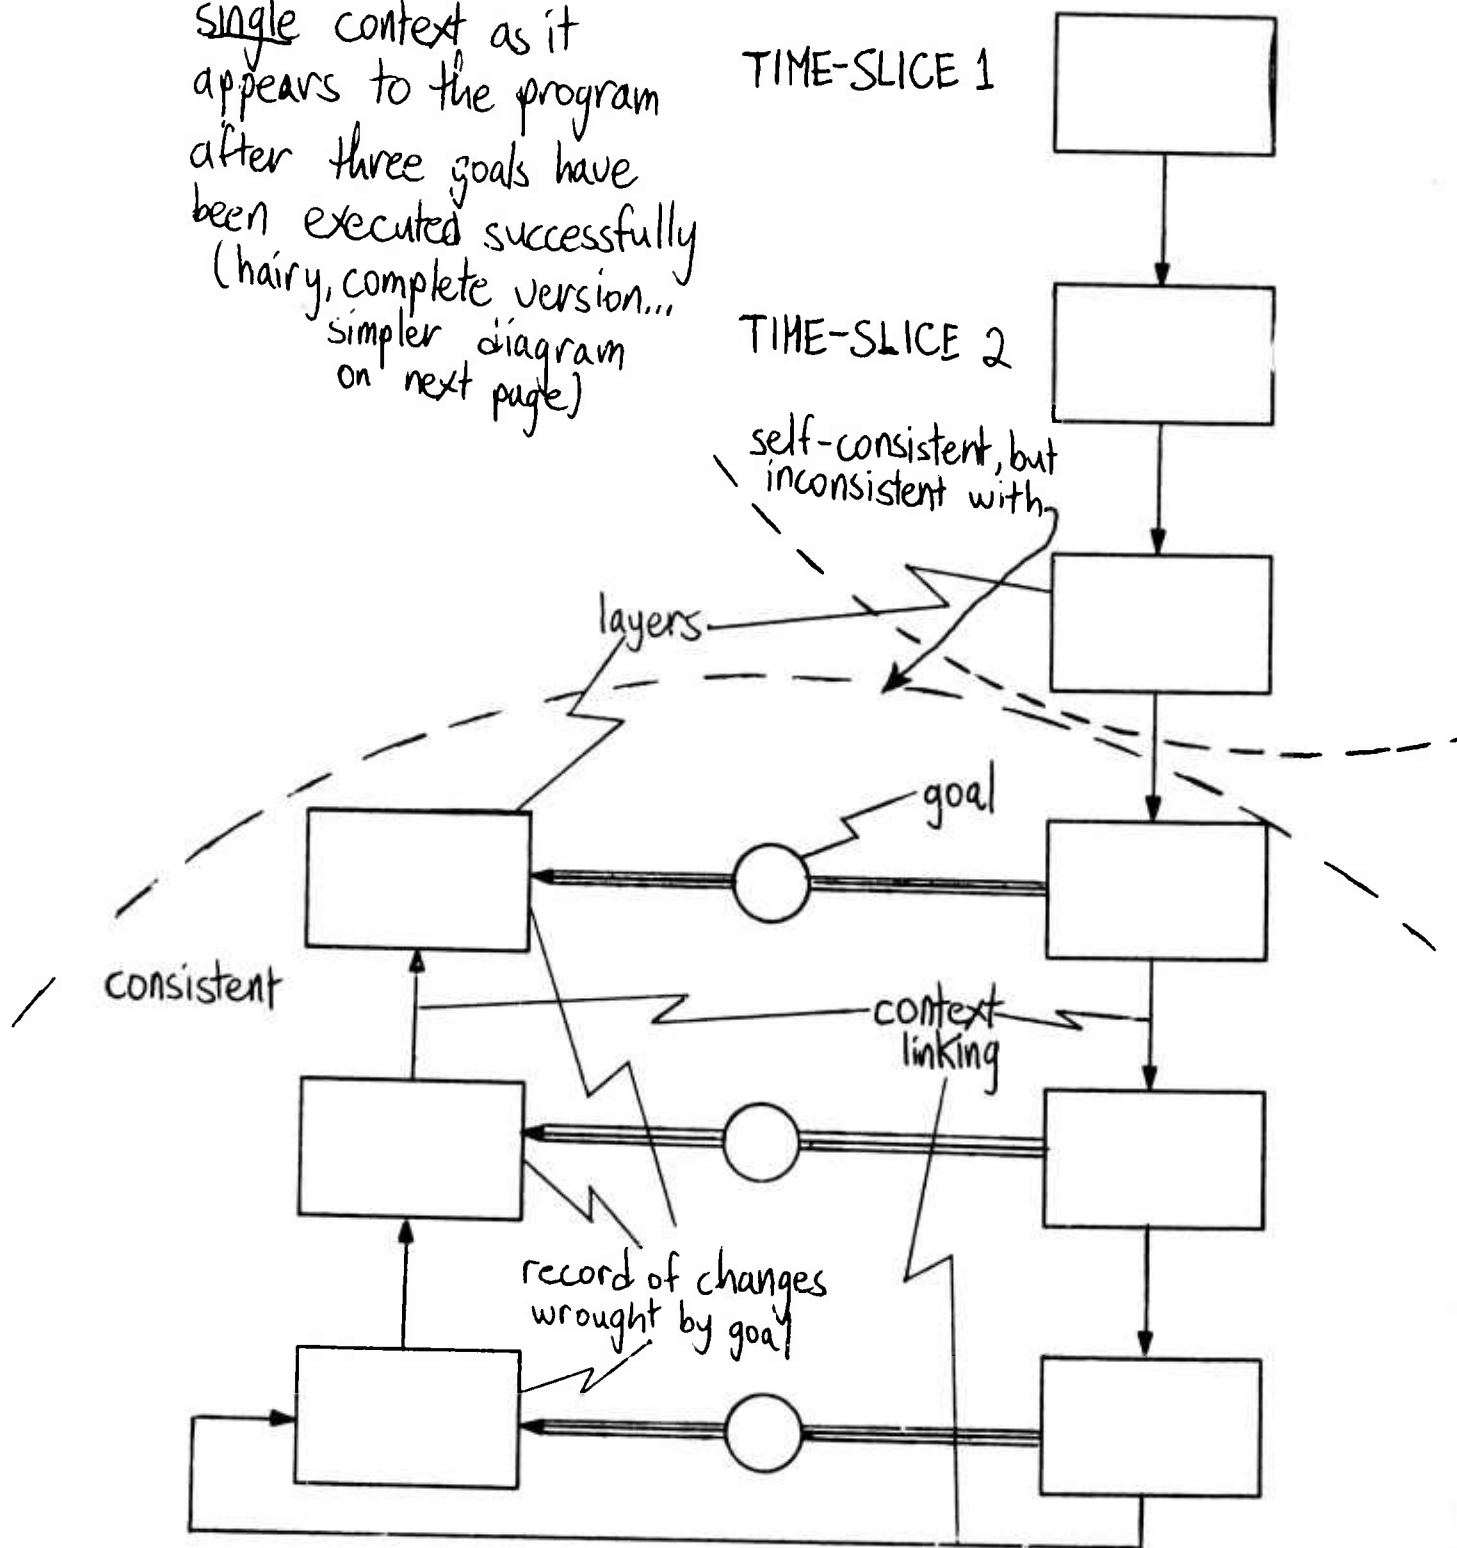 single context as it
appears to the program
after three goals have
been executed successfully
(hairy, complete version...
simpler diagram
on next page)
TIME-SLICE 1
TIME-SLICE 2
self-consistent, but
inconsistent with
layers
goal
consistent
context
linking
record of changes
wrought by goal